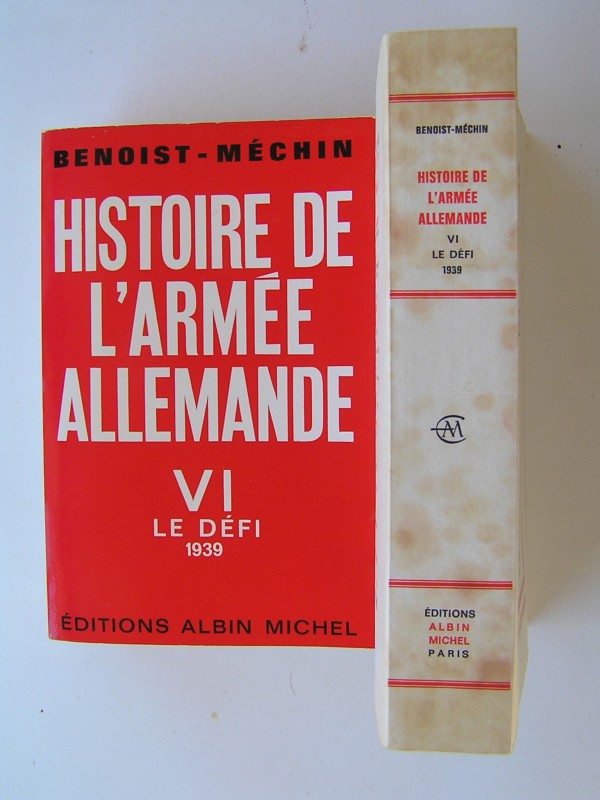 BENOIST-MÉCHIN
HISTOIRE DE
L'ARMÉE
ALLEMANDE
VI
LE DÉFI
1939
ÉDITIONS ALBIN MICHEL
BENOIST-MÉCHIN
HISTOIRE DE
L'ARMÉE
ALLEMANDE
VI
LE DÉFI
1939
AM
ÉDITIONS
ALBIN
MICHEL
PARIS